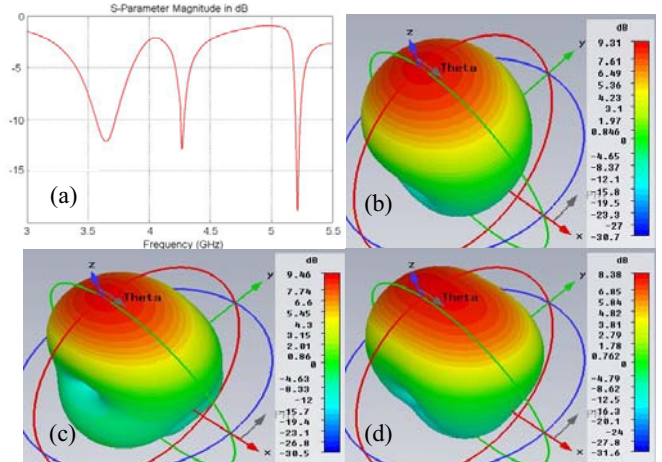 S-Parameter Magnitude in dB
0
-5
-10
-15
3
3.5
4
4.5
5
5.5
Frequency (GHz)
(a)
z
Theta
y
x
(b)
dB
9.31
7.61
6.49
5.36
4.23
3.1
1.97
0.846
0
-4.65
-8.37
-12.1
-15.8
-19.5
-23.3
-27
-30.7
z
Theta
y
x
(c)
dB
9.46
7.74
6.6
5.45
4.3
3.15
2.01
0.86
0
-4.63
-8.33
-12
-15.7
-19.4
-23.1
-26.8
-30.5
z
Theta
y
x
(d)
dB
8.38
6.85
5.84
4.82
3.81
2.79
1.78
0.762
0
-4.79
-8.62
-12.5
-16.3
-20.1
-24
-27.8
-31.6